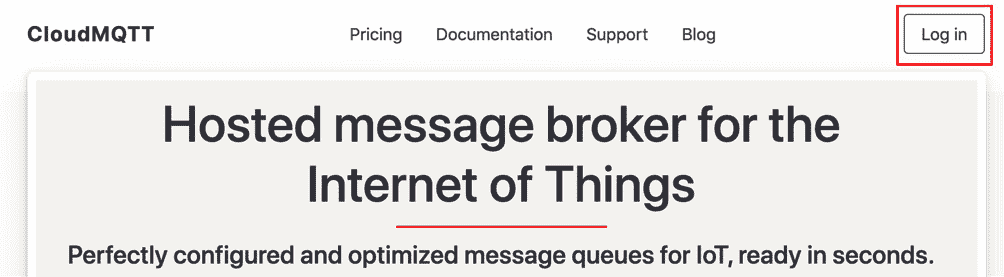 CloudMQTT Pricing Documentation Support Blog Log in
Hosted message broker for the
Internet of Things
Perfectly configured and optimized message queues for IoT, ready in seconds.